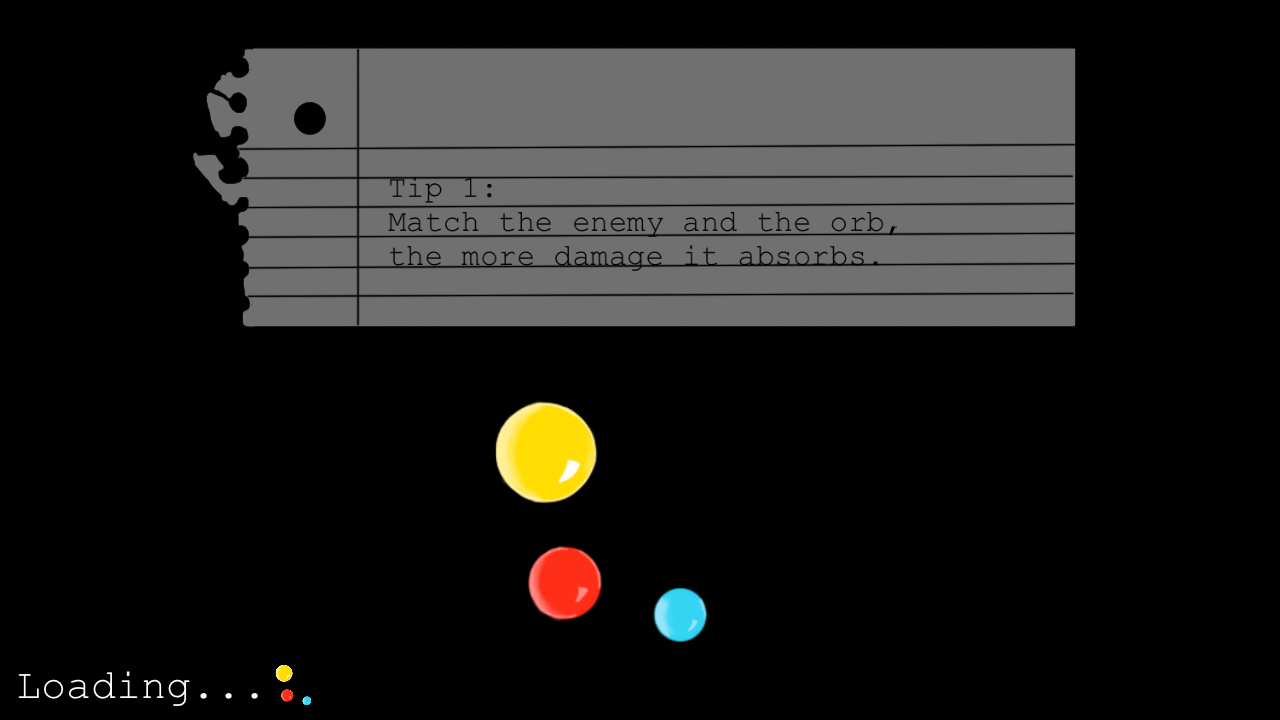 Tip 1:
Match the enemy and the orb,
the more damage it absorbs.
Loading...